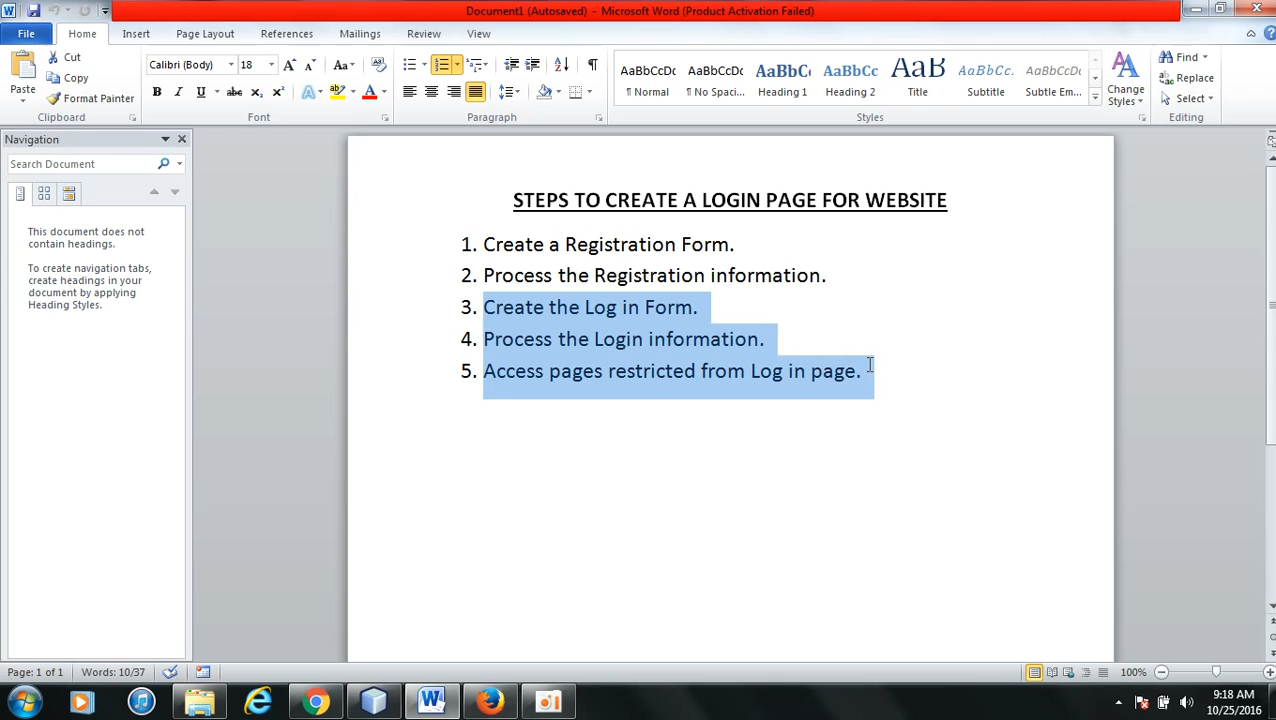 Document1 (Autosaved) - Microsoft Word (Product Activation Failed)
File Home Insert Page Layout References Mailings Review View
Cut
Copy
Paste
Format Painter
Clipboard
Calibri (Body) 18
Font
Paragraph
AaBbCcDc AaBbCcDc AaBbCc AaBbCc AaB AaBbCcDc AaBbCcDc
¶ Normal ¶ No Spaci... Heading 1 Heading 2 Title Subtitle Subtle Em...
Change
Styles
Styles
Find
Replace
Select
Editing
Navigation
Search Document
This document does not
contain headings.
To create navigation tabs,
create headings in your
document by applying
Heading Styles.
STEPS TO CREATE A LOGIN PAGE FOR WEBSITE
1. Create a Registration Form.
2. Process the Registration information.
3. Create the Log in Form.
4. Process the Login information.
5. Access pages restricted from Log in page.
Page: 1 of 1 Words: 10/37 100%
9:18 AM
10/25/2016